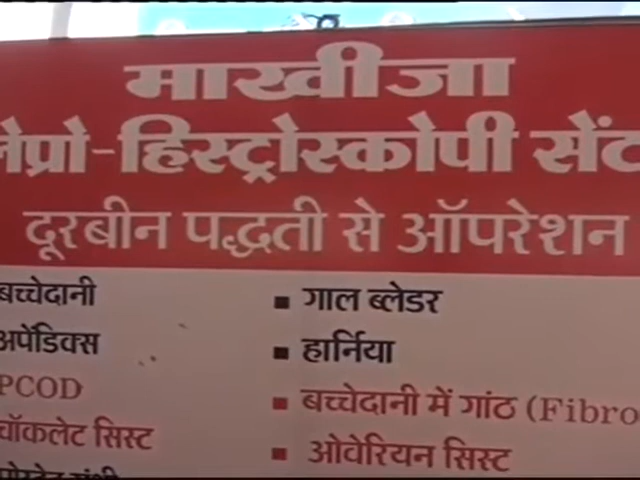 माखीजा
लेप्रो-हिस्ट्रोस्कोपी सेंट
दूरबीन पद्धती से ऑपरेशन
बच्चेदानी
■ गाल ब्लेडर
अपेंडिक्स
■ हार्निया
PCOD
■ बच्चेदानी में गांठ (Fibro
चॉकलेट सिस्ट
■ ओवेरियन सिस्ट